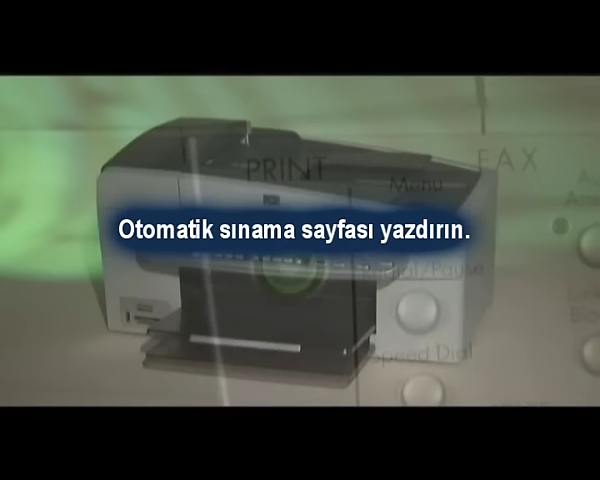 PRINT
FAX
Menu
Otomatik sınama sayfası yazdırın.
Speed Dial